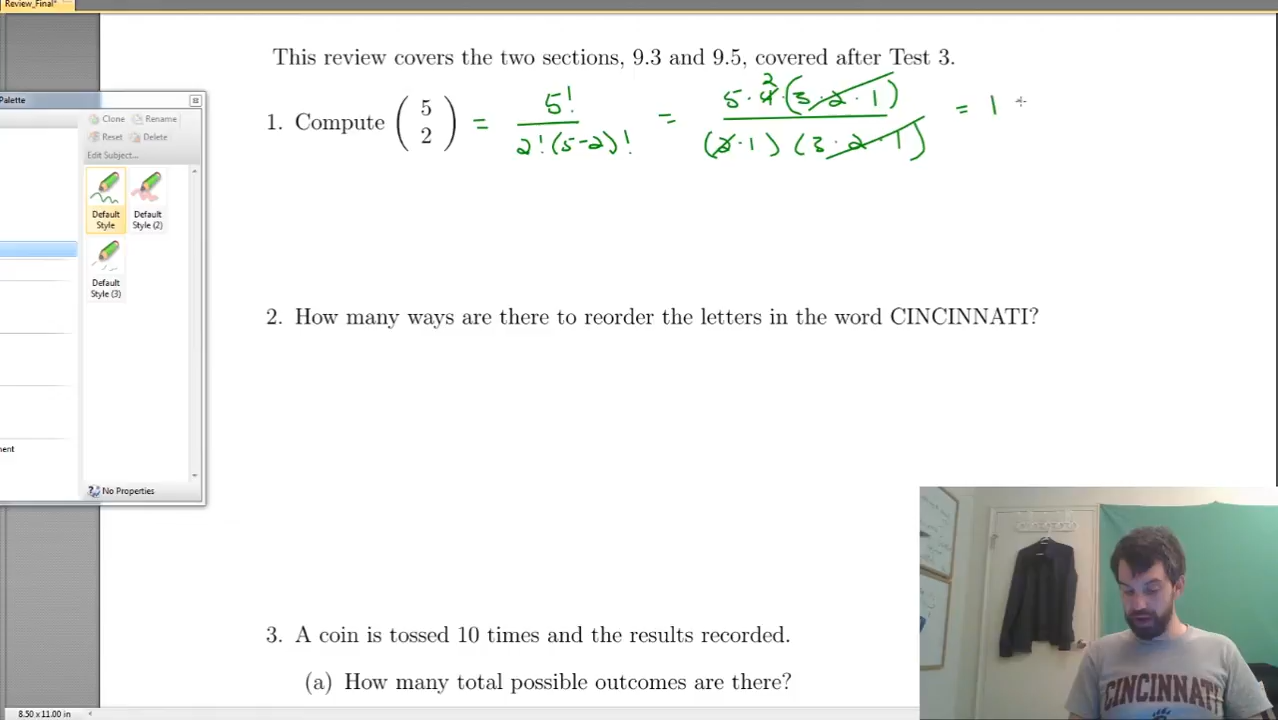 Review_Final*
This review covers the two sections, 9.3 and 9.5, covered after Test 3.
Palette
Clone Rename
Reset Delete
Edit Subject...
Default Style
Default Style (2)
Default Style (3)
No Properties
1. Compute (5 2) = 5! / 2!(5-2)! = 5·4·(3·2·1) 2 / (2·1)(3·2·1) = 1
2. How many ways are there to reorder the letters in the word CINCINNATI?
3. A coin is tossed 10 times and the results recorded.
(a) How many total possible outcomes are there?
CINCINNATI
8.50 x 11.00 in